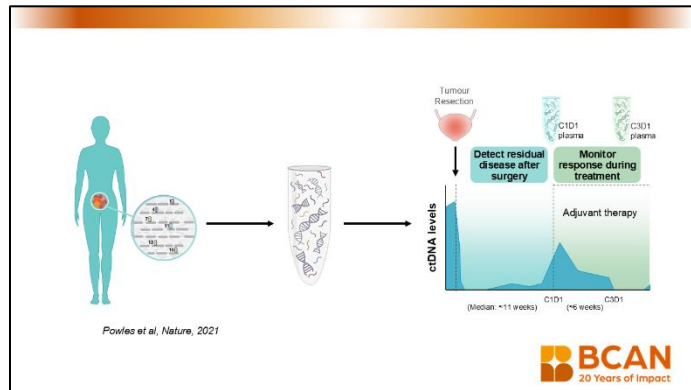 Tumour
Resection
C1D1
plasma
C3D1
plasma
Detect residual
disease after
surgery
Monitor
response during
treatment
ctDNA levels
Adjuvant therapy
C1D1
C3D1
(Median: ~11 weeks)
(~6 weeks)
Powles et al, Nature, 2021
BCAN
20 Years of Impact